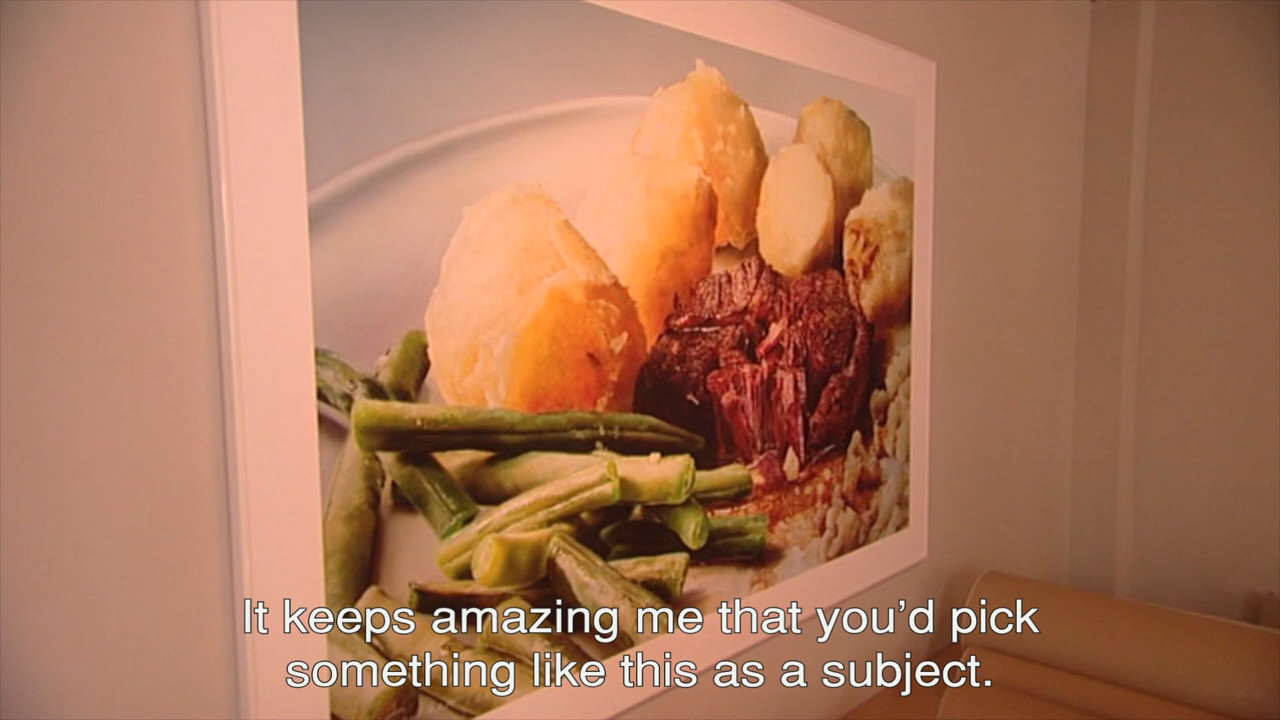 It keeps amazing me that you’d pick
something like this as a subject.